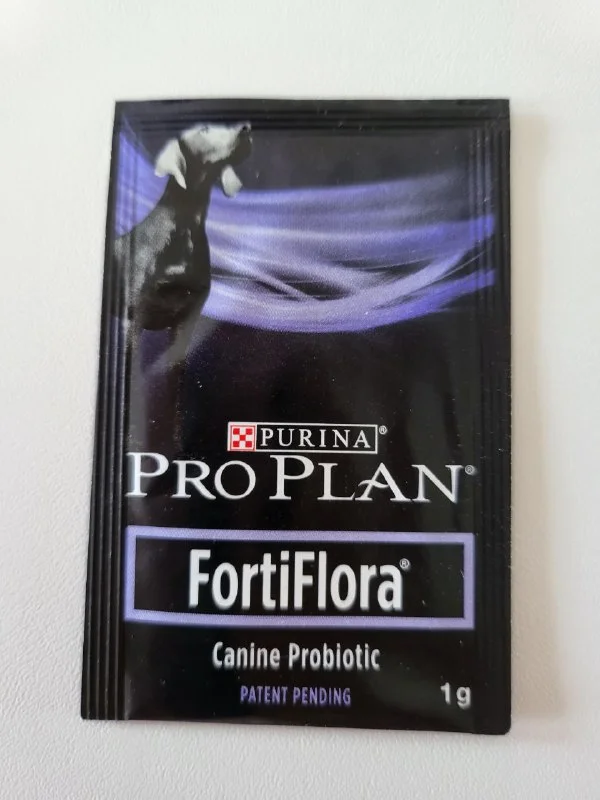 PURINA®
PRO PLAN®
FortiFlora®
Canine Probiotic
PATENT PENDING
1g